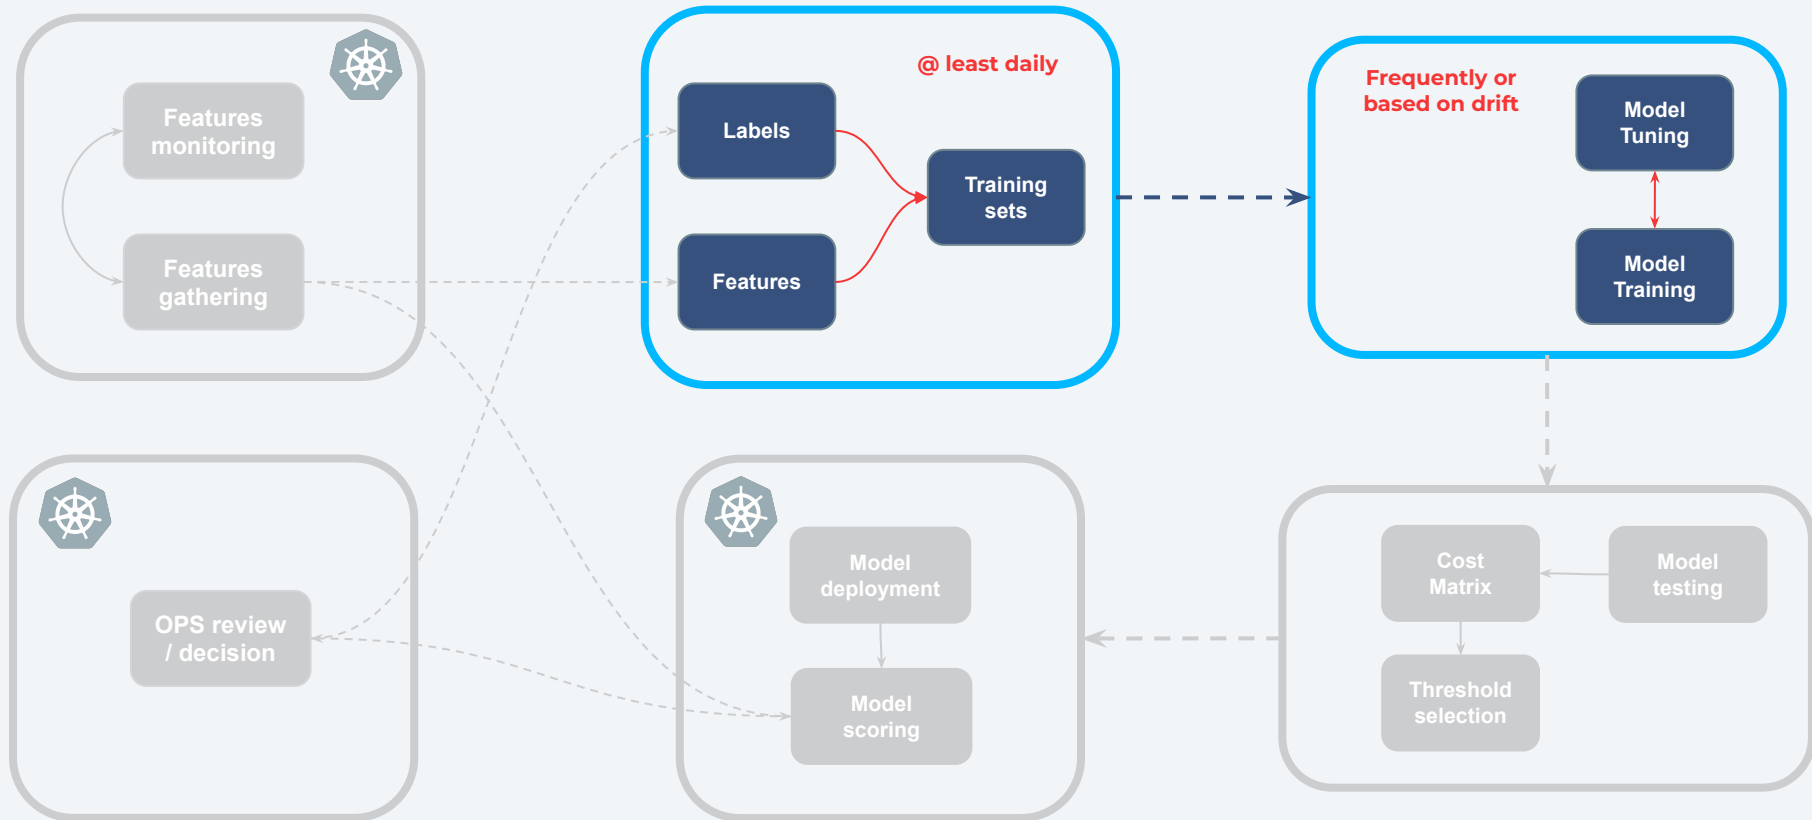 Features
monitoring
Features
gathering
@ least daily
Labels
Training
sets
Features
Frequently or
based on drift
Model
Tuning
Model
Training
OPS review
/ decision
Model
deployment
Model
scoring
Cost
Matrix
Model
testing
Threshold
selection